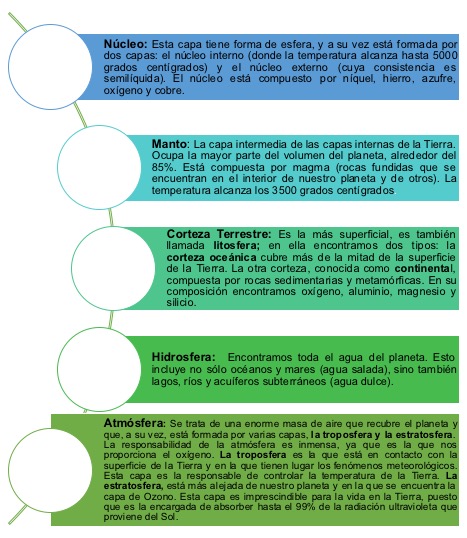 Núcleo: Esta capa tiene forma de esfera, y a su vez está formada por
dos capas: el núcleo interno (donde la temperatura alcanza hasta 5000
grados centígrados) y el núcleo externo (cuya consistencia es
semilíquida). El núcleo está compuesto por níquel, hierro, azufre,
oxígeno y cobre.
Manto: La capa intermedia de las capas internas de la Tierra.
Ocupa la mayor parte del volumen del planeta, alrededor del
85%. Está compuesta por magma (rocas fundidas que se
encuentran en el interior de nuestro planeta y de otros). La
temperatura alcanza los 3500 grados centígrados
Corteza Terrestre: Es la más superficial, es también
llamada litosfera; en ella encontramos dos tipos: la
corteza oceánica cubre más de la mitad de la superficie
de la Tierra. La otra corteza, conocida como continental,
compuesta por rocas sedimentarias y metamórficas. En su
composición encontramos oxígeno, aluminio, magnesio y
silicio.
Hidrosfera: Encontramos toda el agua del planeta. Esto
incluye no sólo océanos y mares (agua salada), sino también
lagos, ríos y acuíferos subterráneos (agua dulce).
Atmósfera: Se trata de una enorme masa de aire que recubre el planeta y
que, a su vez, está formada por varias capas, la troposfera y la estratosfera.
La responsabilidad de la atmósfera es inmensa, ya que es la que nos
proporciona el oxígeno. La troposfera es la que está en contacto con la
superficie de la Tierra y en la que tienen lugar los fenómenos meteorológicos.
Esta capa es la responsable de controlar la temperatura de la Tierra. La
estratosfera, está más alejada de nuestro planeta y en la que se encuentra la
capa de Ozono. Esta capa es imprescindible para la vida en la Tierra, puesto
que es la encargada de absorber hasta el 99% de la radiación ultravioleta que
proviene del Sol.